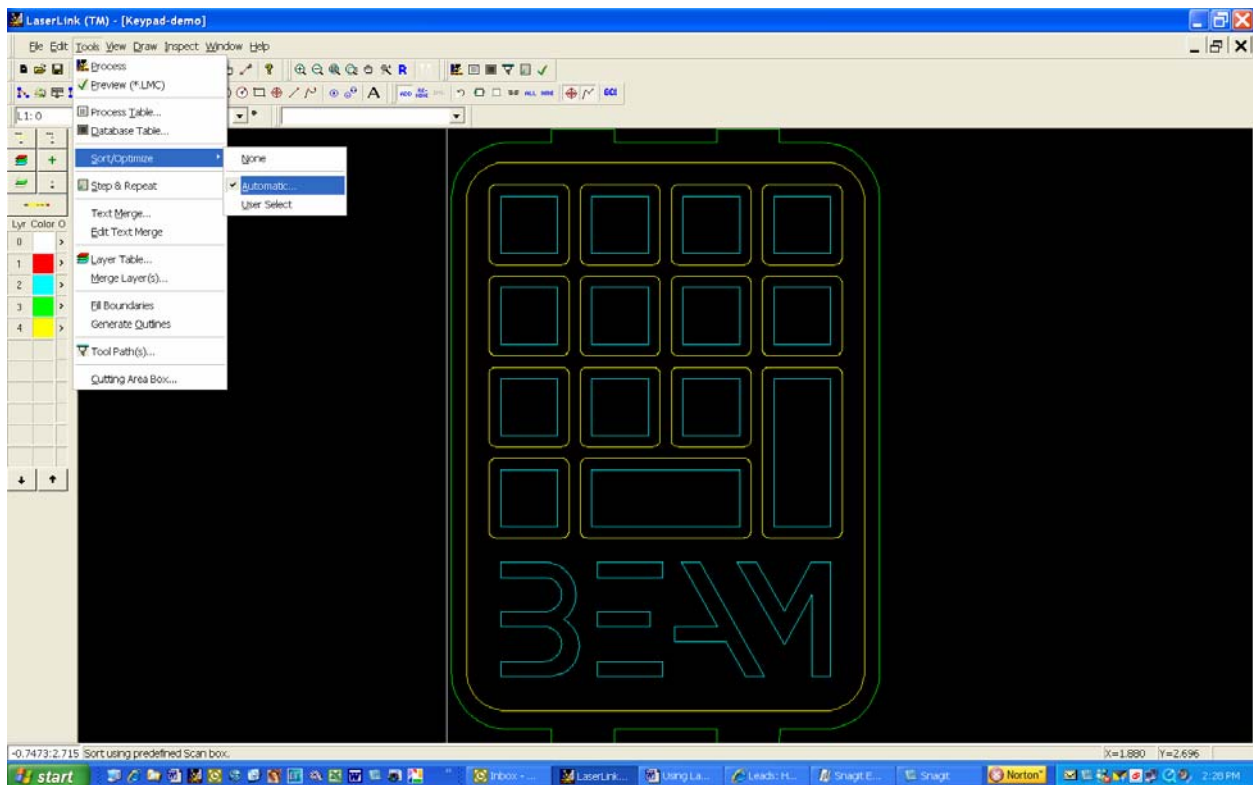 LaserLink (TM) - [Keypad-demo]
File Edit Tools View Draw Inspect Window Help
Process
Preview (*.LMC)
Process Table...
Database Table...
Sort/Optimize
Step & Repeat
Text Merge...
Edit Text Merge
Layer Table...
Merge Layer(s)...
Fill Boundaries
Generate Outlines
Tool Path(s)...
Cutting Area Box...
None
Automatic...
User Select
R
A
GO!
L1: 0
Lyr Color O
0
1
2
3
4
BEAM
-0.7473:2.715 Sort using predefined Scan box.
X=1.880 Y=2.696
start
Inbox - ...
LaserLink...
Using La...
Leads: H...
SnagIt E...
SnagIt
Norton™
2:28 PM